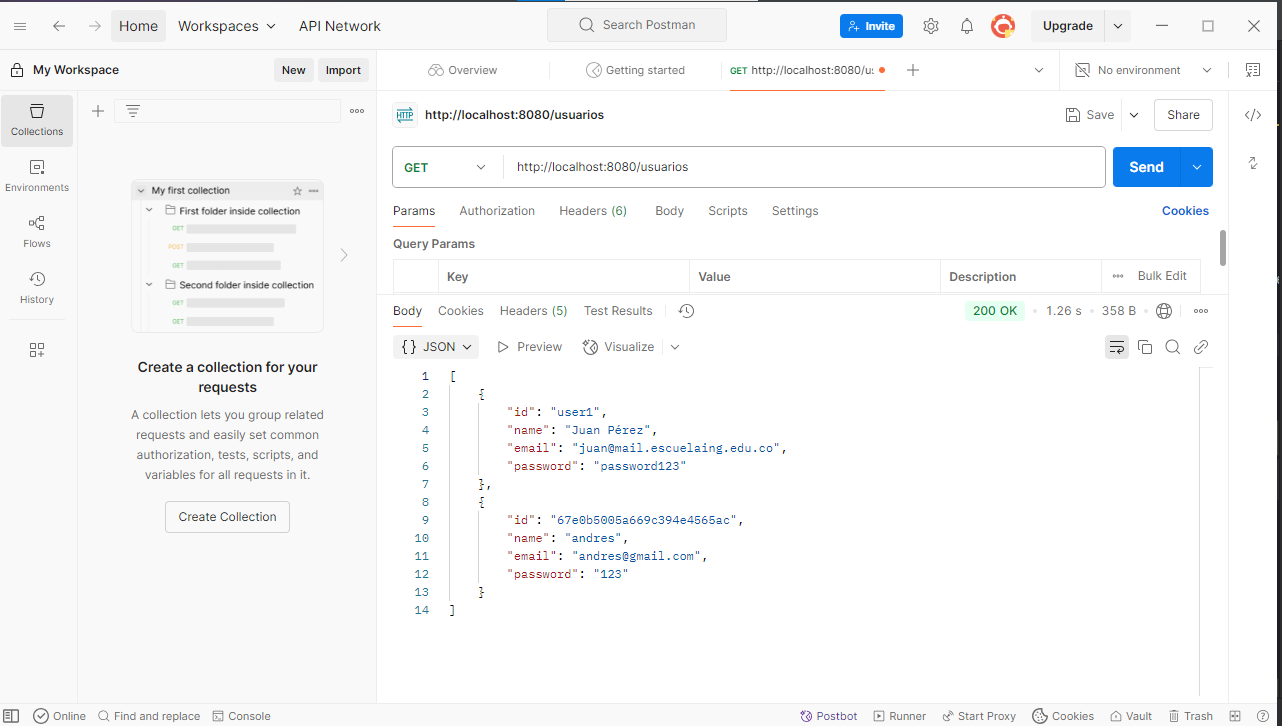 Home Workspaces API Network Search Postman Invite Upgrade
My Workspace New Import Overview Getting started GET http://localhost:8080/us No environment
Collections
Environments
Flows
History
My first collection
First folder inside collection
GET
POST
GET
Second folder inside collection
GET
GET
Create a collection for your
requests
A collection lets you group related
requests and easily set common
authorization, tests, scripts, and
variables for all requests in it.
Create Collection
HTTP http://localhost:8080/usuarios Save Share
GET http://localhost:8080/usuarios Send
Params Authorization Headers (6) Body Scripts Settings Cookies
Query Params
Key Value Description Bulk Edit
Body Cookies Headers (5) Test Results 200 OK 1.26 s 358 B
{} JSON Preview Visualize
1 [
2 {
3 "id": "user1",
4 "name": "Juan Pérez",
5 "email": "juan@mail.escuelaing.edu.co",
6 "password": "password123"
7 },
8 {
9 "id": "67e0b5005a669c394e4565ac",
10 "name": "andres",
11 "email": "andres@gmail.com",
12 "password": "123"
13 }
14 ]
Online Find and replace Console Postbot Runner Start Proxy Cookies Vault Trash